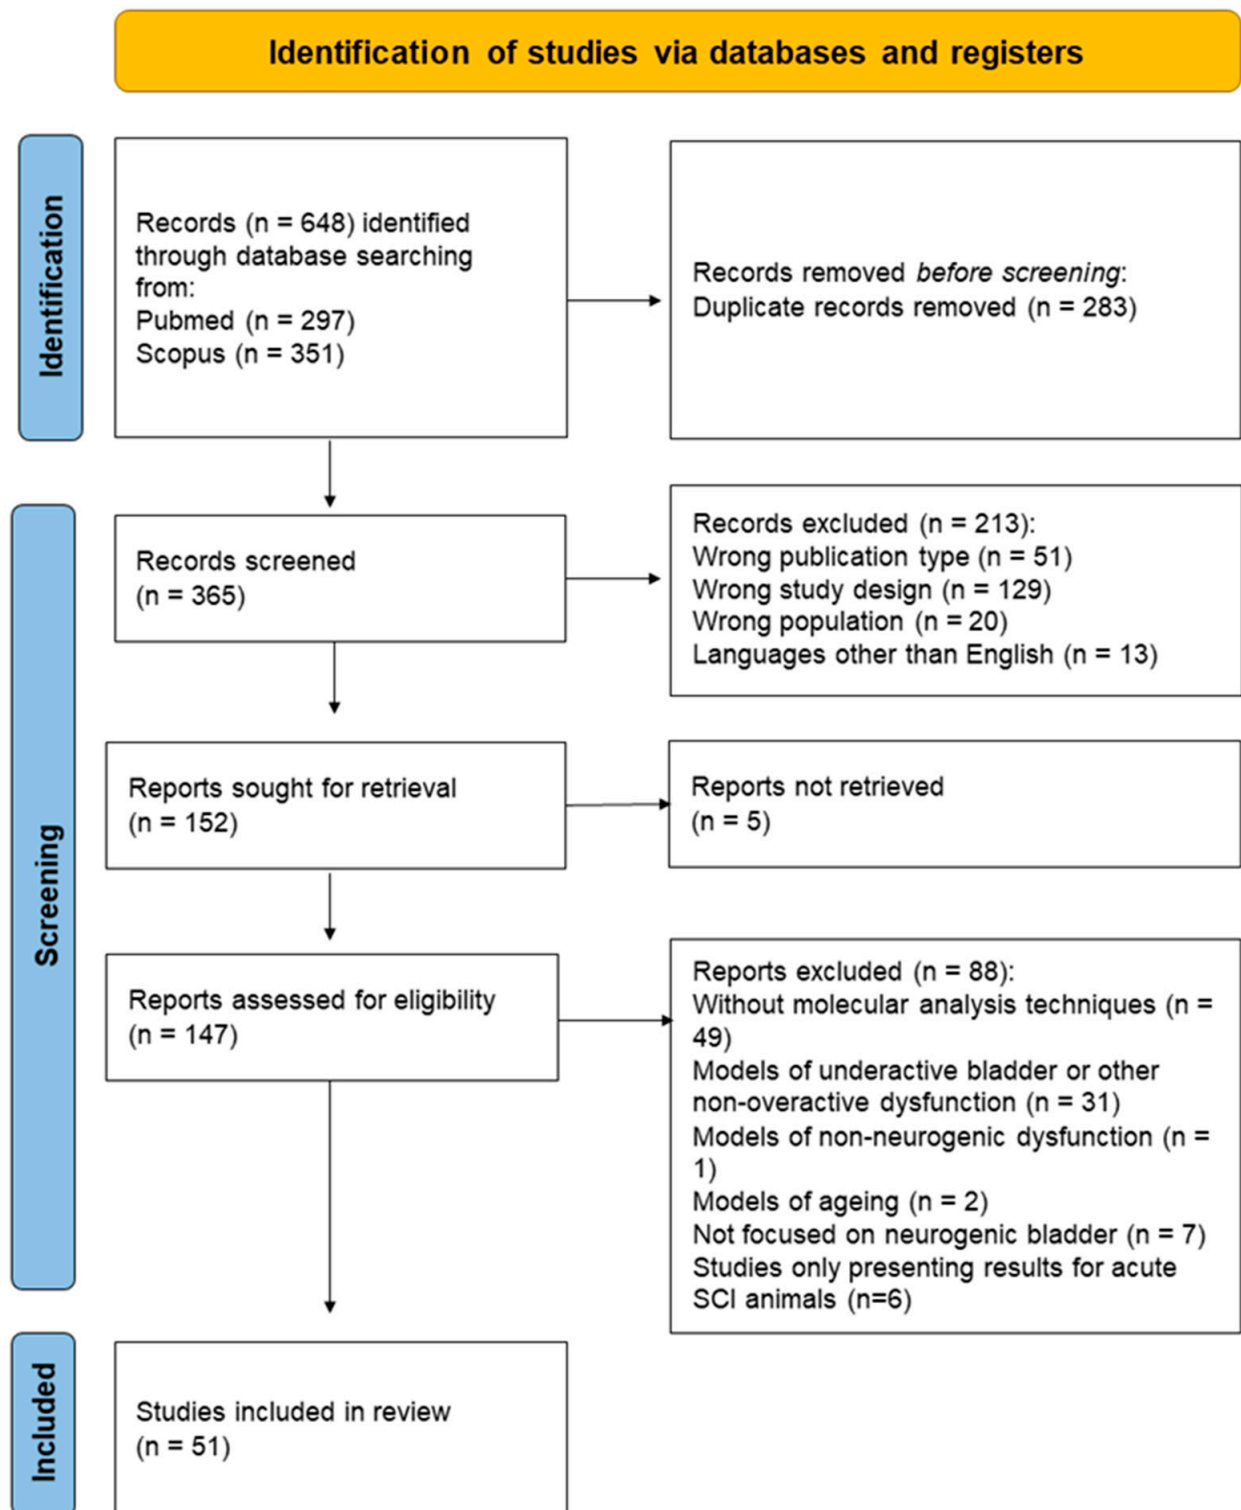 Identification of studies via databases and registers
Identification
Records (n = 648) identified
through database searching
from:
Pubmed (n = 297)
Scopus (n = 351)
Records removed before screening:
Duplicate records removed (n = 283)
Screening
Records screened
(n = 365)
Records excluded (n = 213):
Wrong publication type (n = 51)
Wrong study design (n = 129)
Wrong population (n = 20)
Languages other than English (n = 13)
Reports sought for retrieval
(n = 152)
Reports not retrieved
(n = 5)
Reports assessed for eligibility
(n = 147)
Reports excluded (n = 88):
Without molecular analysis techniques (n =
49)
Models of underactive bladder or other
non-overactive dysfunction (n = 31)
Models of non-neurogenic dysfunction (n =
1)
Models of ageing (n = 2)
Not focused on neurogenic bladder (n = 7)
Studies only presenting results for acute
SCI animals (n=6)
Included
Studies included in review
(n = 51)